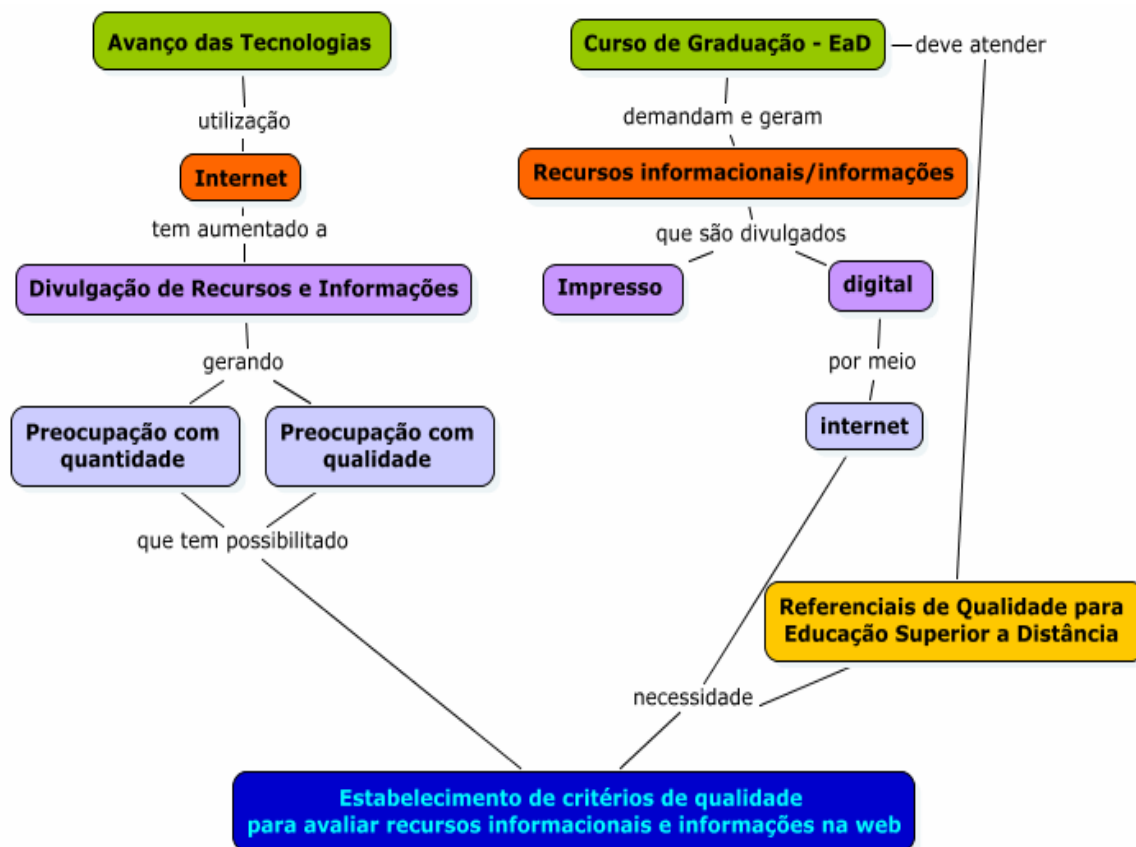 Avanço das Tecnologias
utilização
Internet
tem aumentado a
Divulgação de Recursos e Informações
gerando
Preocupação com
quantidade
Preocupação com
qualidade
que tem possibilitado
Curso de Graduação - EaD
deve atender
demandam e geram
Recursos informacionais/informações
que são divulgados
Impresso
digital
por meio
internet
Referenciais de Qualidade para
Educação Superior a Distância
necessidade
Estabelecimento de critérios de qualidade
para avaliar recursos informacionais e informações na web